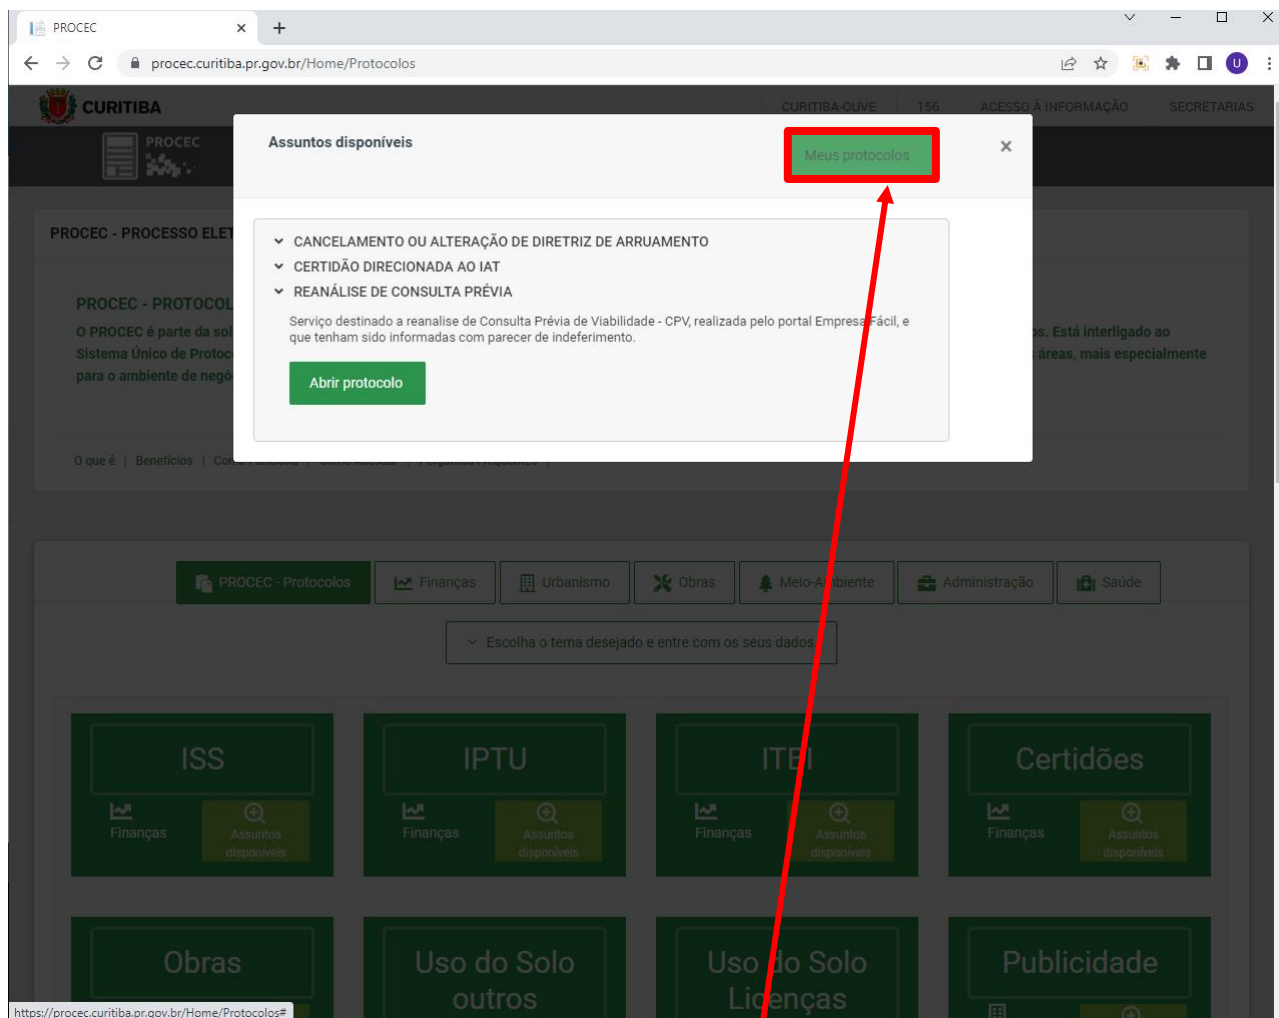 PROCEC
procec.curitiba.pr.gov.br/Home/Protocolos
U
CURITIBA
CURITIBA-OUVE 156 ACESSO À INFORMAÇÃO SECRETARIAS
PROCEC
Assuntos disponíveis
Meus protocolos
PROCEC - PROCESSO ELET
CANCELAMENTO OU ALTERAÇÃO DE DIRETRIZ DE ARRUAMENTO
CERTIDÃO DIRECIONADA AO IAT
REANÁLISE DE CONSULTA PRÉVIA
Serviço destinado a reanalise de Consulta Prévia de Viabilidade - CPV, realizada pelo portal Empresa Fácil, e
que tenham sido informadas com parecer de indeferimento.
Abrir protocolo
PROCEC - PROTOCOL
O PROCEC é parte da sol os. Está interligado ao
Sistema Único de Protoc áreas, mais especialmente
para o ambiente de negó
O que é | Benefícios | Como Funciona | Como Acessar | Perguntas Frequentes |
PROCEC - Protocolos Finanças Urbanismo Obras Meio-Ambiente Administração Saúde
Escolha o tema desejado e entre com os seus dados
ISS IPTU ITBI Certidões
Finanças Assuntos Finanças Assuntos Finanças Assuntos Finanças Assuntos
disponíveis disponíveis disponíveis disponíveis
Obras Uso do Solo Uso do Solo Publicidade
outros Licenças
https://procec.curitiba.pr.gov.br/Home/Protocolos#